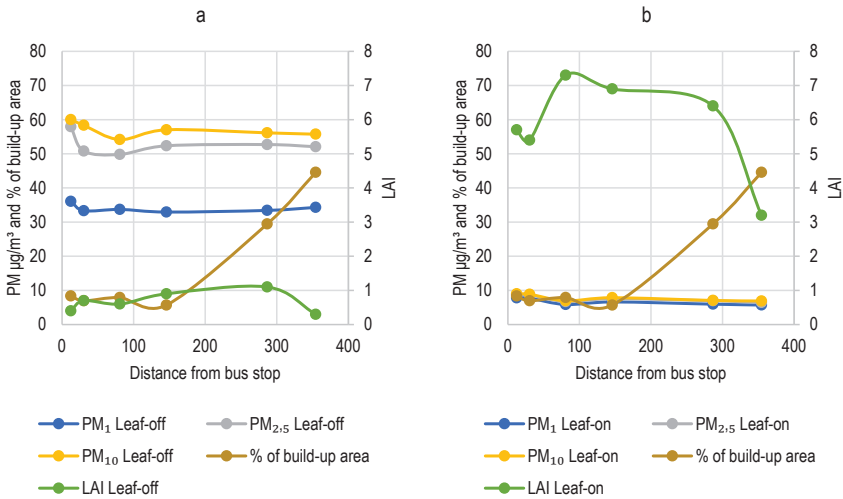 a
80
70
60
50
40
30
20
10
0
PM µg/m³ and % of build-up area
8
7
6
5
4
3
2
1
0
LAI
0 100 200 300 400
Distance from bus stop
PM₁ Leaf-off
PM₂,₅ Leaf-off
PM₁₀ Leaf-off
% of build-up area
LAI Leaf-off
b
80
70
60
50
40
30
20
10
0
PM µg/m³ and % of build-up area
8
7
6
5
4
3
2
1
0
LAI
0 100 200 300 400
Distance from bus stop
PM₁ Leaf-on
PM₂,₅ Leaf-on
PM₁₀ Leaf-on
% of build-up area
LAI Leaf-on